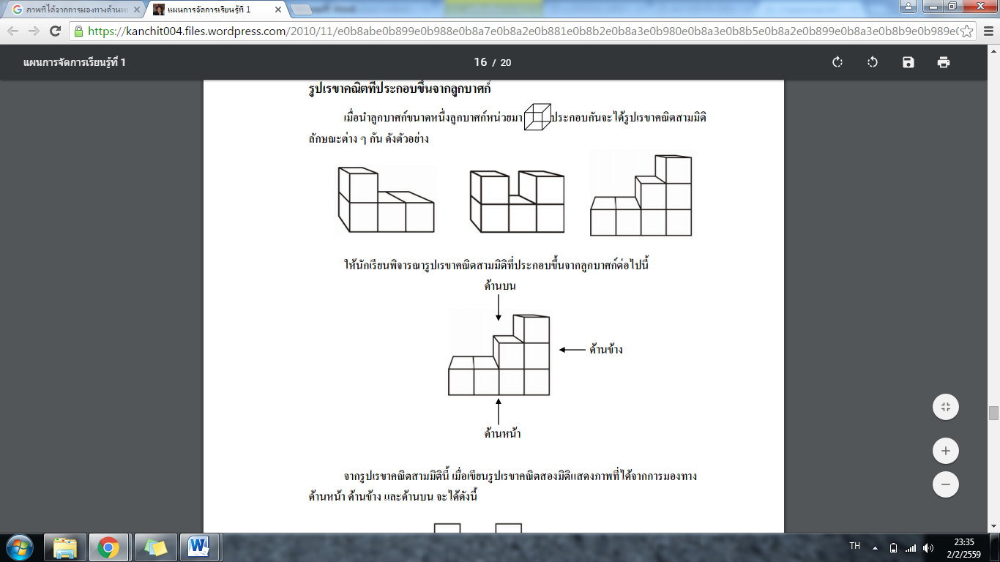 ภาพที่ได้จากการมองทางด้านหน
แผนการจัดการเรียนรู้ที่ 1
https://kanchit004.files.wordpress.com/2010/11/e0b8abe0b899e0b988e0b8a7e0b8a2e0b881e0b8b2e0b8a3e0b980e0b8a3e0b8b5e0b8a2e0b899e0b8a3e0b8b9e0b989e0
แผนการจัดการเรียนรู้ที่ 1
16 / 20
รูปเรขาคณิตที่ประกอบขึ้นจากลูกบาศก์
เมื่อนำลูกบาศก์ขนาดหนึ่งลูกบาศก์หน่วยมา ประกอบกันจะได้รูปเรขาคณิตสามมิติ
ลักษณะต่าง ๆ กัน ดังตัวอย่าง
ให้นักเรียนพิจารณารูปเรขาคณิตสามมิติที่ประกอบขึ้นจากลูกบาศก์ต่อไปนี้
ด้านบน
ด้านข้าง
ด้านหน้า
จากรูปเรขาคณิตสามมิตินี้ เมื่อเขียนรูปเรขาคณิตสองมิติแสดงภาพที่ได้จากการมองทาง
ด้านหน้า ด้านข้าง และด้านบน จะได้ดังนี้
TH
23:35
2/2/2559